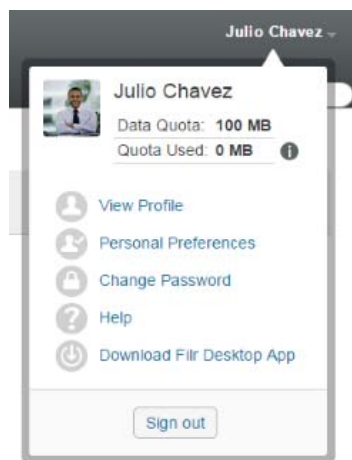 Julio Chavez
Julio Chavez
Data Quota: 100 MB
Quota Used: 0 MB
View Profile
Personal Preferences
Change Password
Help
Download Filr Desktop App
Sign out